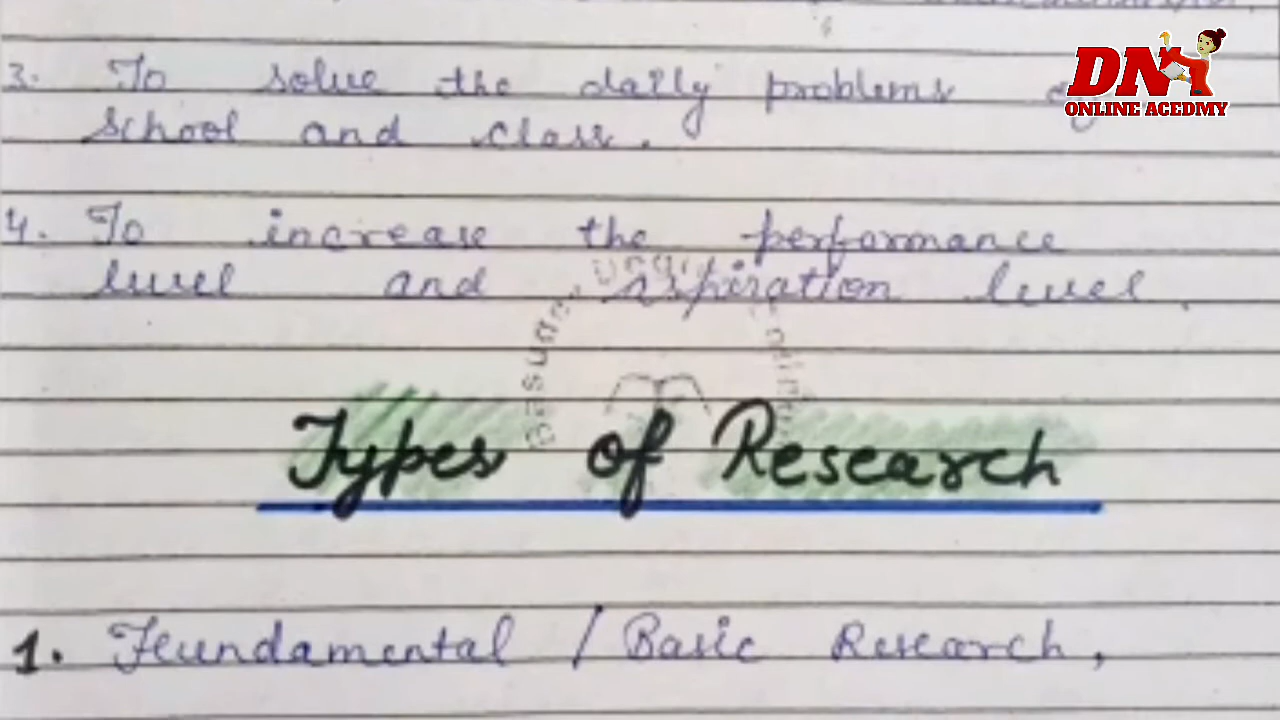 3. To solve the daily problems of
school and class.
4. To increase the performance
level and aspiration level.
Types of Research
1. Fundamental / Basic Research,
DN
ONLINE ACEDMY